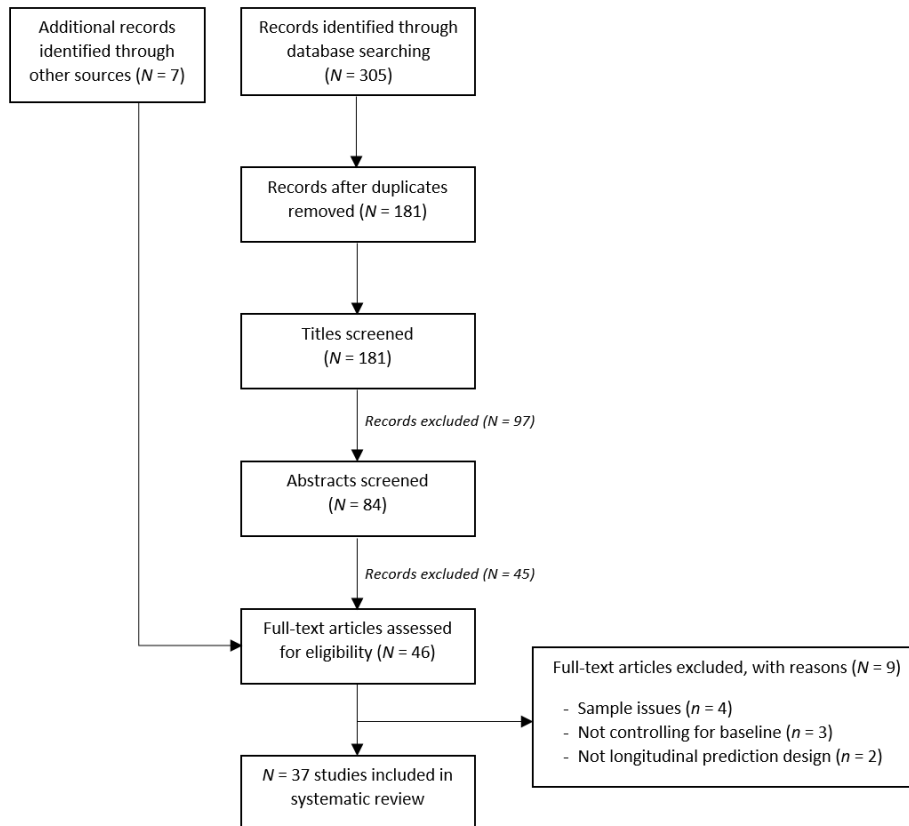 Additional records
identified through
other sources (N = 7)
Records identified through
database searching
(N = 305)
Records after duplicates
removed (N = 181)
Titles screened
(N = 181)
Records excluded (N = 97)
Abstracts screened
(N = 84)
Records excluded (N = 45)
Full-text articles assessed
for eligibility (N = 46)
Full-text articles excluded, with reasons (N = 9)
- Sample issues (n = 4)
- Not controlling for baseline (n = 3)
- Not longitudinal prediction design (n = 2)
N = 37 studies included in
systematic review